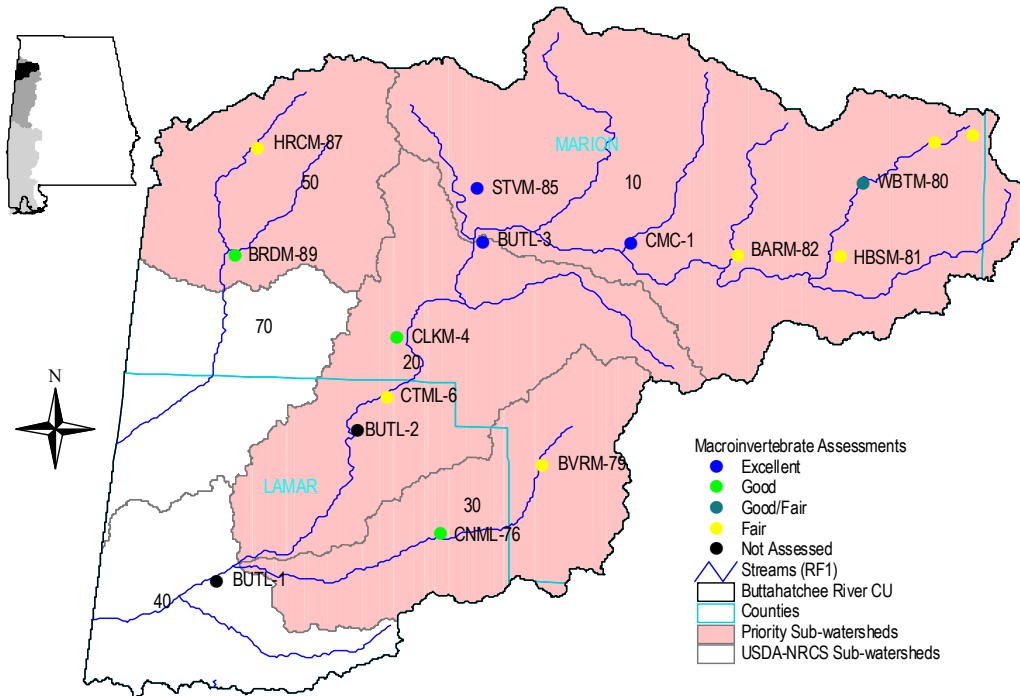 HRCM-87
MARION
50
STVM-85
10
WBTM-80
BRDM-89
BUTL-3
CMC-1
BARM-82
HBSM-81
70
CLKM-4
20
N
CTML-6
BUTL-2
BVRM-79
LAMAR
30
CNML-76
BUTL-1
40
Macroinvertebrate Assessments
Excellent
Good
Good/Fair
Fair
Not Assessed
Streams (RF1)
Buttahatchee River CU
Counties
Priority Sub-watersheds
USDA-NRCS Sub-watersheds